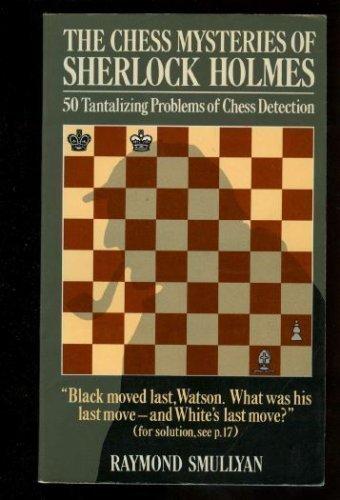 THE CHESS MYSTERIES OF
SHERLOCK HOLMES
50 Tantalizing Problems of Chess Detection
“Black moved last, Watson. What was his
last move—and White's last move?”
(for solution, see p.17)
RAYMOND SMULLYAN